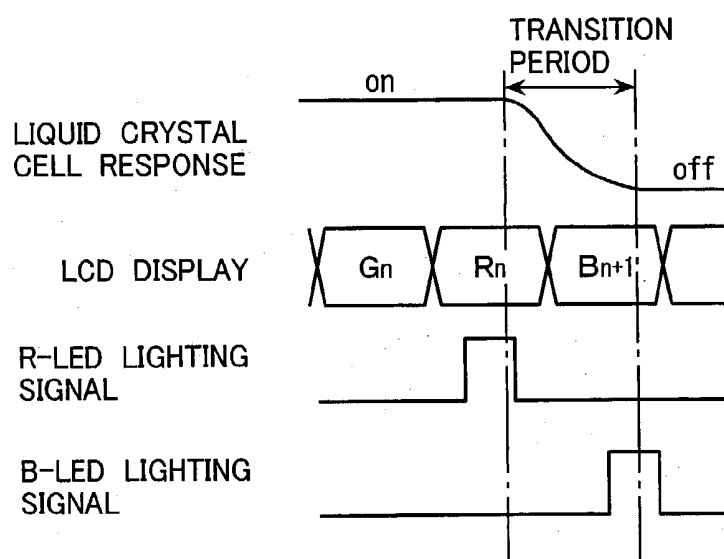 TRANSITION
PERIOD
on
LIQUID CRYSTAL
CELL RESPONSE
off
LCD DISPLAY
Gn
Rn
Bn+1
R-LED LIGHTING
SIGNAL
B-LED LIGHTING
SIGNAL